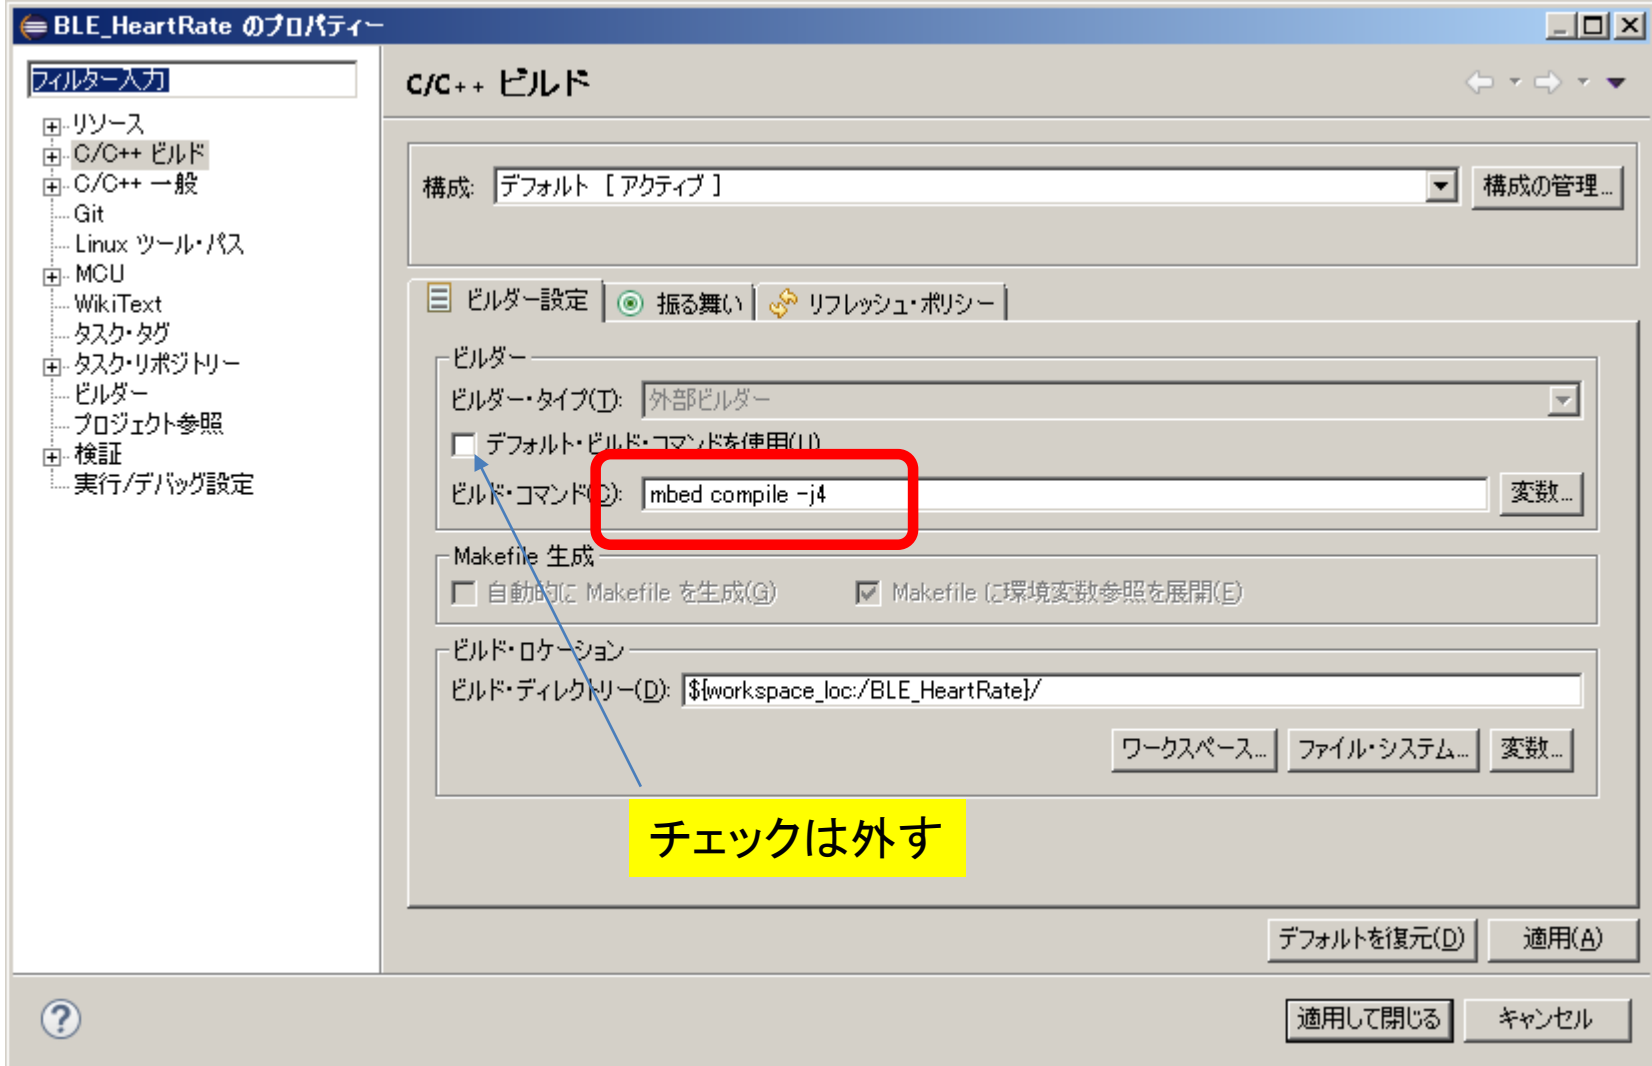 BLE_HeartRate のプロパティー
フィルター入力
リソース
C/C++ ビルド
C/C++ 一般
Git
Linux ツール・パス
MCU
WikiText
タスク・タグ
タスク・リポジトリー
ビルダー
プロジェクト参照
検証
実行/デバッグ設定
C/C++ ビルド
構成: デフォルト [ アクティブ ] 構成の管理...
ビルダー設定 振る舞い リフレッシュ・ポリシー
ビルダー
ビルダー・タイプ(T): 外部ビルダー
デフォルト・ビルド・コマンドを使用(U)
ビルド・コマンド(C): mbed compile -j4 変数...
Makefile 生成
自動的に Makefile を生成(G) Makefile に環境変数参照を展開(E)
ビルド・ロケーション
ビルド・ディレクトリー(D): ${workspace_loc:/BLE_HeartRate}/
ワークスペース... ファイル・システム... 変数...
チェックは外す
デフォルトを復元(D) 適用(A)
? 適用して閉じる キャンセル